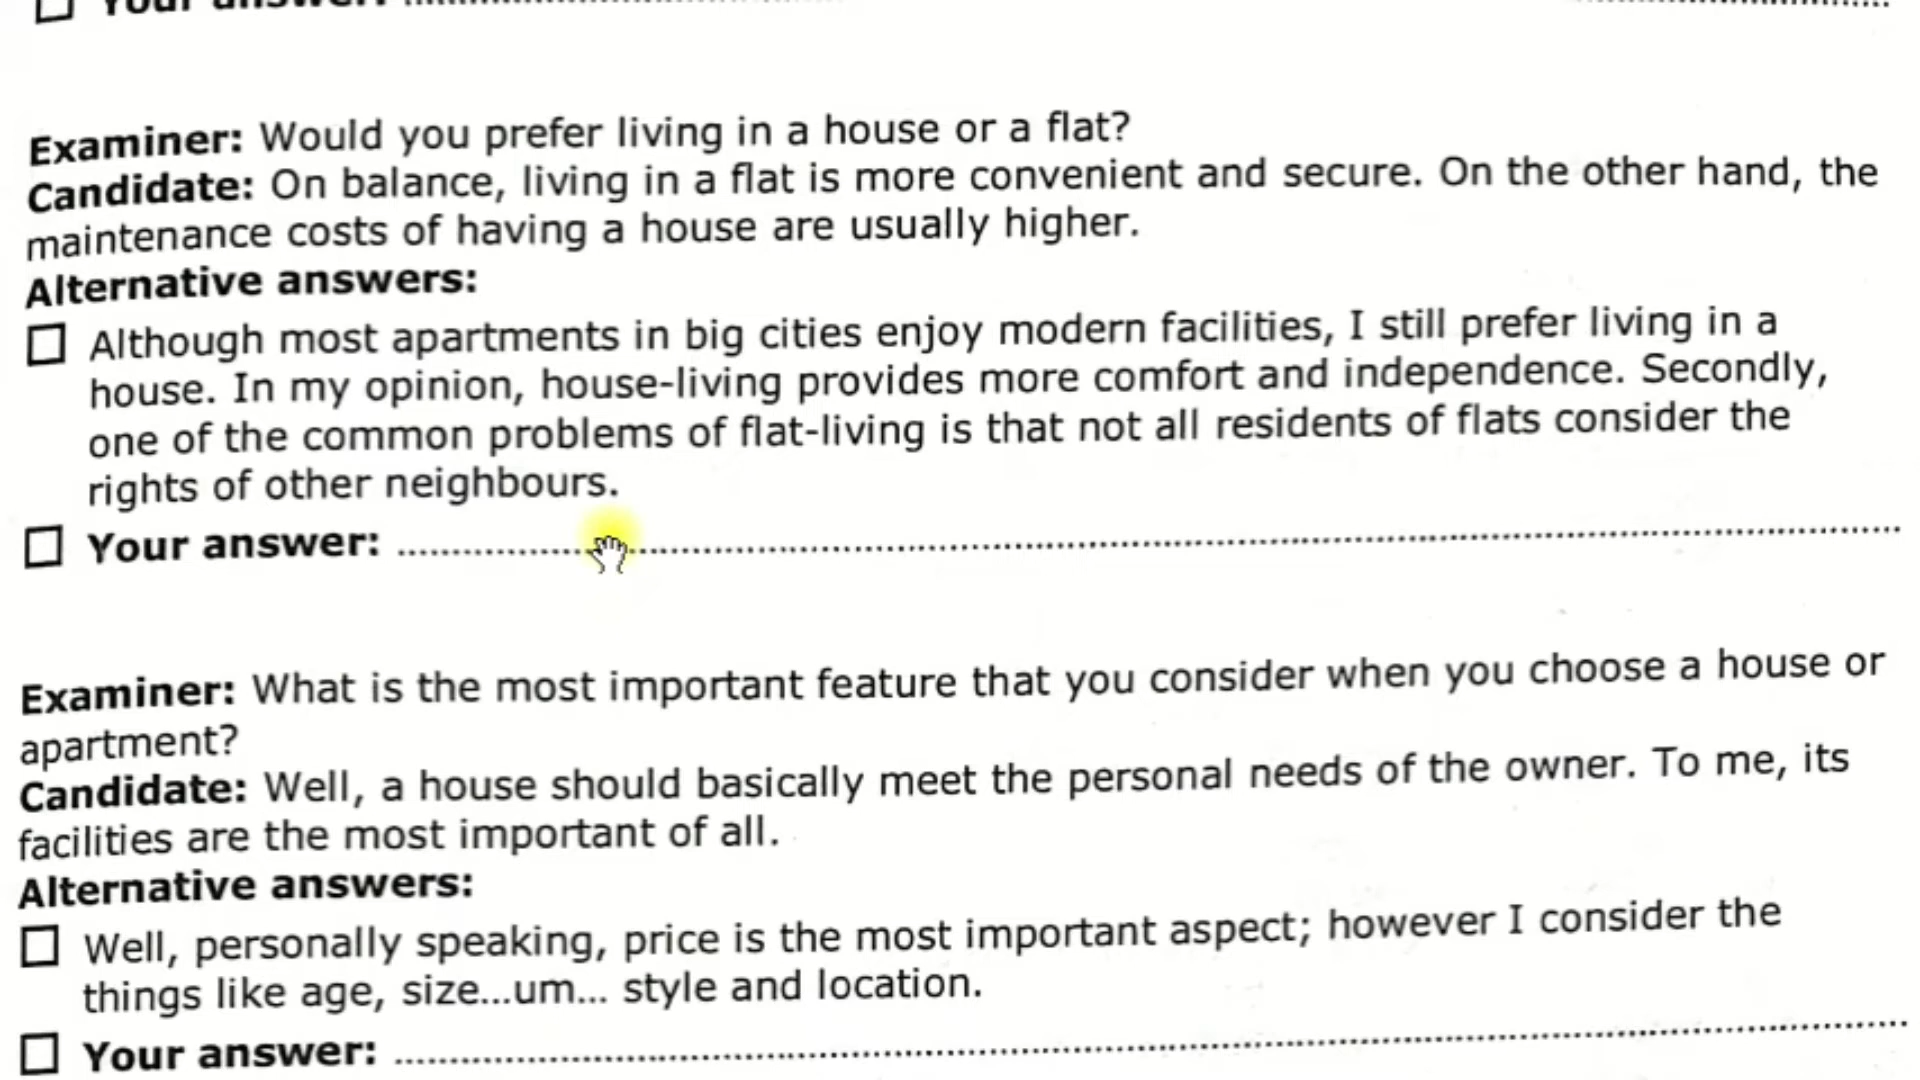 Your answer:
Examiner: Would you prefer living in a house or a flat?
Candidate: On balance, living in a flat is more convenient and secure. On the other hand, the
maintenance costs of having a house are usually higher.
Alternative answers:
Although most apartments in big cities enjoy modern facilities, I still prefer living in a
house. In my opinion, house-living provides more comfort and independence. Secondly,
one of the common problems of flat-living is that not all residents of flats consider the
rights of other neighbours.
Your answer:
Examiner: What is the most important feature that you consider when you choose a house or
apartment?
Candidate: Well, a house should basically meet the personal needs of the owner. To me, its
facilities are the most important of all.
Alternative answers:
Well, personally speaking, price is the most important aspect; however I consider the
things like age, size...um... style and location.
Your answer: